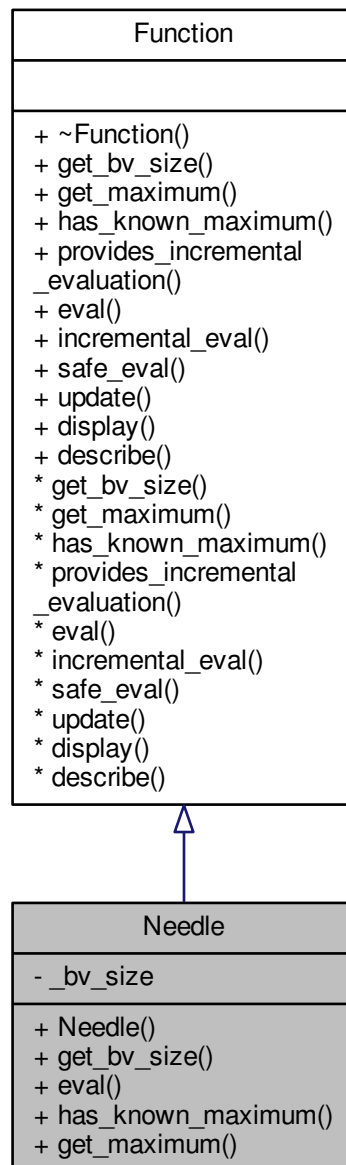 Function
+ ~Function()
+ get_bv_size()
+ get_maximum()
+ has_known_maximum()
+ provides_incremental
_evaluation()
+ eval()
+ incremental_eval()
+ safe_eval()
+ update()
+ display()
+ describe()
* get_bv_size()
* get_maximum()
* has_known_maximum()
* provides_incremental
_evaluation()
* eval()
* incremental_eval()
* safe_eval()
* update()
* display()
* describe()
Needle
- _bv_size
+ Needle()
+ get_bv_size()
+ eval()
+ has_known_maximum()
+ get_maximum()